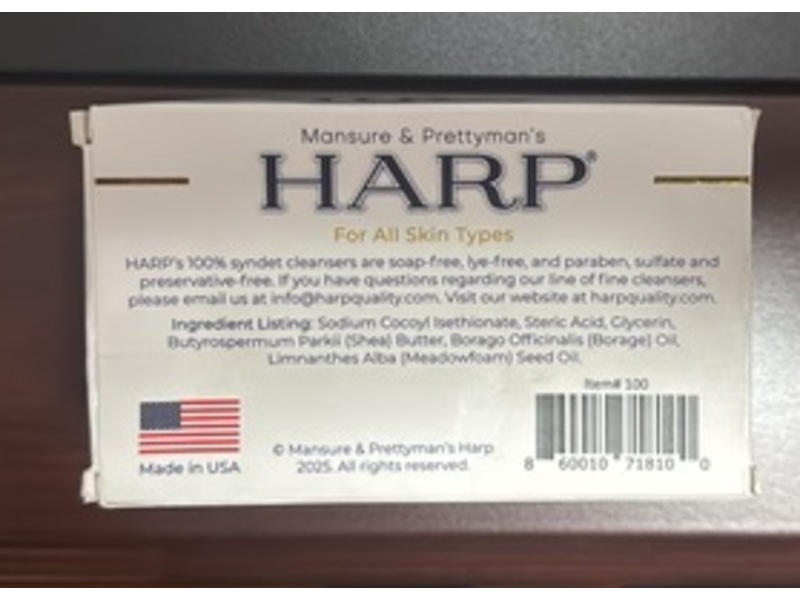 Mansure & Prettyman's
HARP®
For All Skin Types
HARP's 100% syndet cleansers are soap-free, lye-free, and paraben, sulfate and
preservative-free. If you have questions regarding our line of fine cleansers,
please email us at info@harpquality.com. Visit our website at harpquality.com.
Ingredient Listing: Sodium Cocoyl Isethionate, Steric Acid, Glycerin,
Butyrospermum Parkii (Shea) Butter, Borago Officinalis (Borage) Oil,
Limnanthes Alba (Meadowfoam) Seed Oil.
Item# 100
Made in USA
© Mansure & Prettyman's Harp
2025. All rights reserved.
8 60010 71810 0